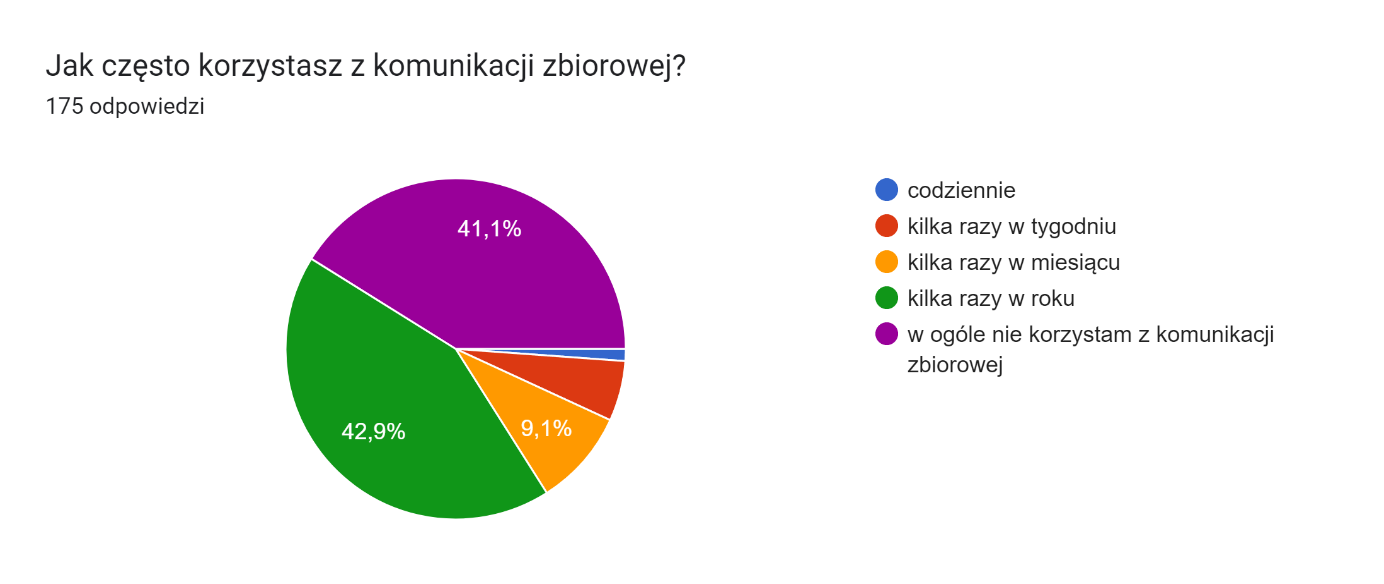 Jak często korzystasz z komunikacji zbiorowej?
175 odpowiedzi
41,1%
42,9%
9,1%
codziennie
kilka razy w tygodniu
kilka razy w miesiącu
kilka razy w roku
w ogóle nie korzystam z komunikacji
zbiorowej